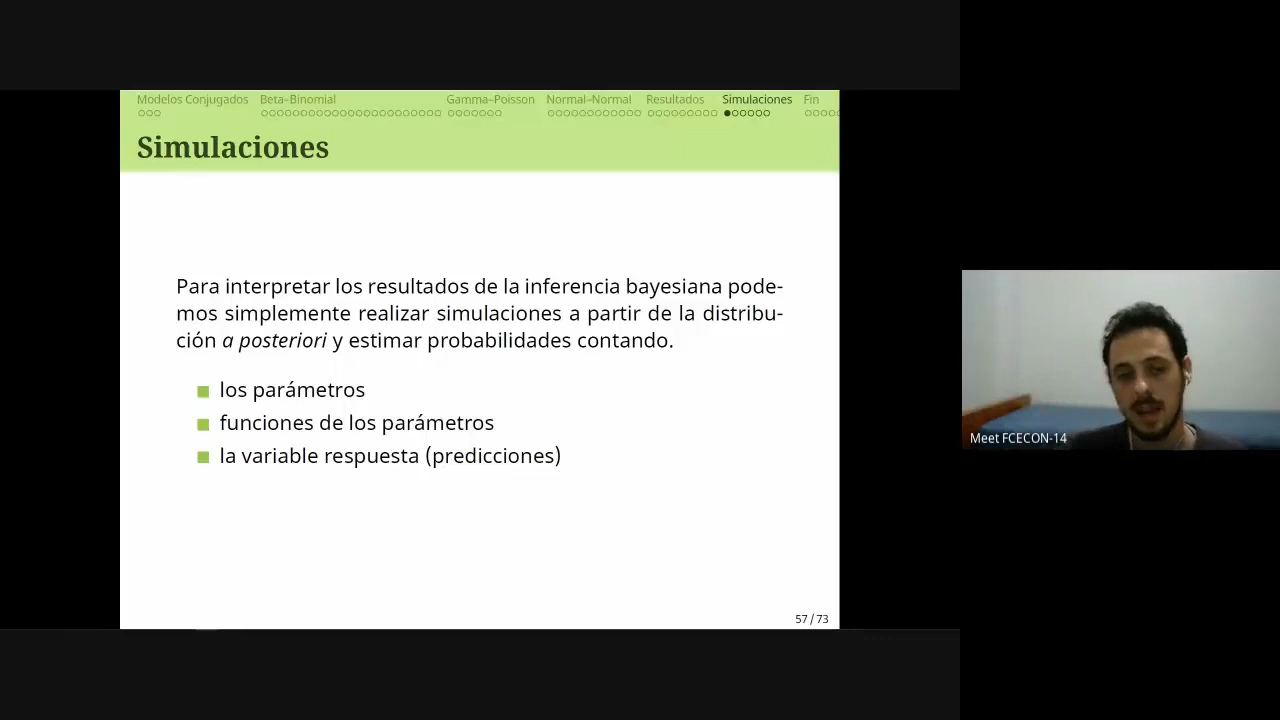 Modelos Conjugados Beta–Binomial Gamma–Poisson Normal–Normal Resultados Simulaciones Fin
Simulaciones
Para interpretar los resultados de la inferencia bayesiana pode-
mos simplemente realizar simulaciones a partir de la distribu-
ción a posteriori y estimar probabilidades contando.
los parámetros
funciones de los parámetros
la variable respuesta (predicciones)
57 / 73
Meet FCECON-14